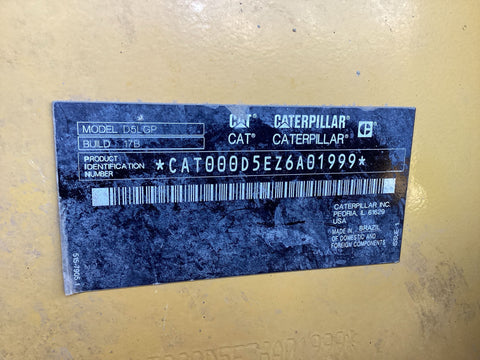 CAT CATERPILLAR C
MODEL D5LGP
CAT® CATERPILLAR®
BUILD 17B
PRODUCT
IDENTIFICATION
NUMBER
*CAT000D5EZ6A01999*
CATERPILLAR INC.
PEORIA, IL 61629
USA
MADE IN BRAZIL
OF DOMESTIC AND
FOREIGN COMPONENTS